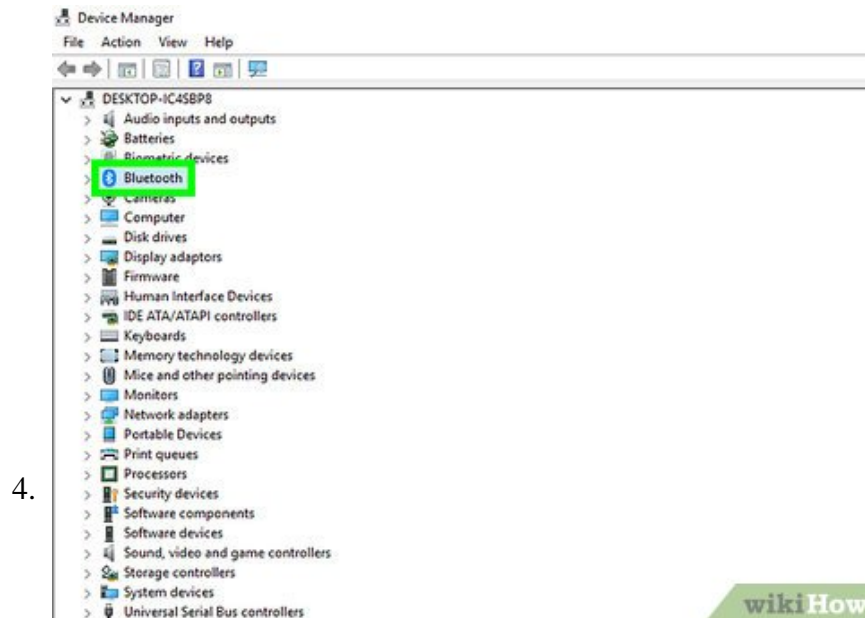 Device Manager
File Action View Help
DESKTOP-IC4SBP8
Audio inputs and outputs
Batteries
Biometric devices
Bluetooth
Cameras
Computer
Disk drives
Display adaptors
Firmware
Human Interface Devices
IDE ATA/ATAPI controllers
Keyboards
Memory technology devices
Mice and other pointing devices
Monitors
Network adapters
Portable Devices
Print queues
Processors
4.
Security devices
Software components
Software devices
Sound, video and game controllers
Storage controllers
System devices
Universal Serial Bus controllers
wikiHow